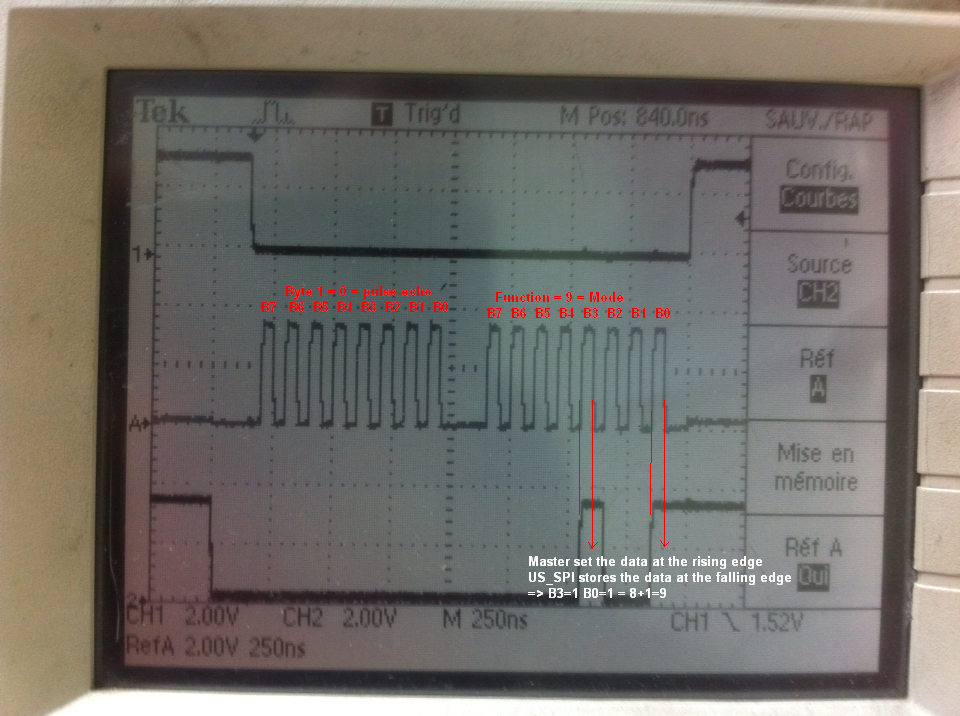 Tek T Trig'd M Pos: 840.0ns SAUV./RAP
Config.
Courbes
1
Source
CH2
Byte 1 = 0 = pulse echo
B7 B6 B5 B4 B3 B2 B1 B0
Function = 9 = Mode
B7 B6 B5 B4 B3 B2 B1 B0
Réf
A
A
Mise en
mémoire
Réf A
Oui
Master set the data at the rising edge
US_SPI stores the data at the falling edge
=> B3=1 B0=1 = 8+1=9
2
CH1 2.00V CH2 2.00V M 250ns CH1 \ 1.52V
RefA 2.00V 250ns